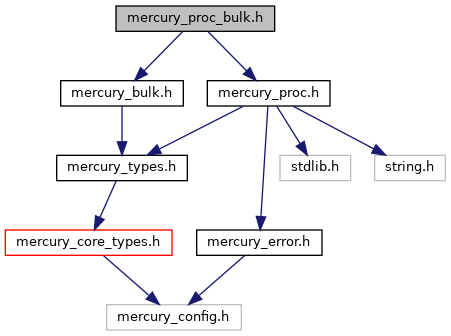 mercury_proc_bulk.h
mercury_bulk.h
mercury_proc.h
mercury_types.h
stdlib.h
string.h
mercury_core_types.h
mercury_error.h
mercury_config.h